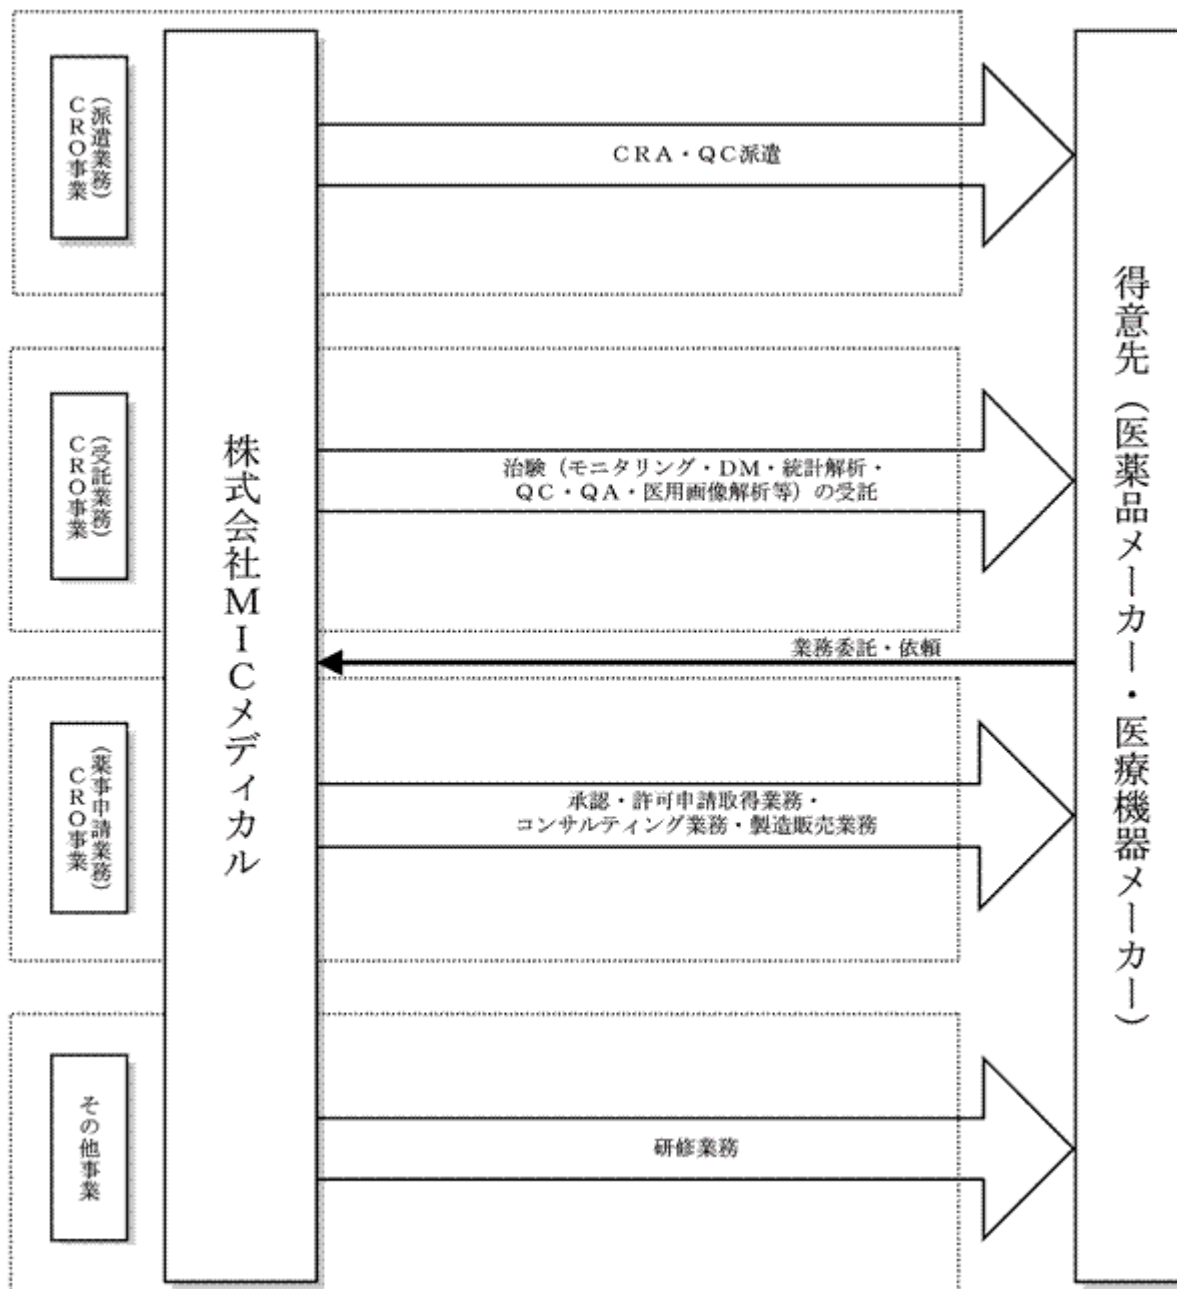 CRO事業
(派遣業務)
CRA・QC派遣
CRO事業
(受託業務)
治験(モニタリング・DM・統計解析・
QC・QA・医用画像解析等)の受託
株式会社MICメディカル
得意先(医薬品メーカー・医療機器メーカー)
業務委託・依頼
CRO事業
(薬事申請業務)
承認・許可申請取得業務・
コンサルティング業務・製造販売業務
その他事業
研修業務